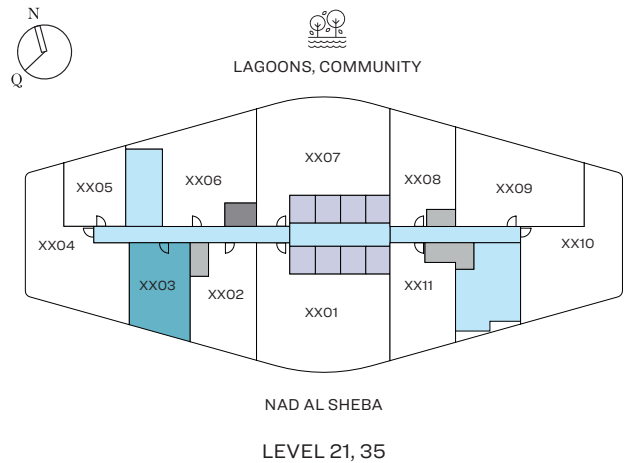 N
Q
LAGOONS, COMMUNITY
XX07
XX05
XX06
XX08
XX09
XX04
XX10
XX03
XX02
XX11
XX01
NAD AL SHEBA
LEVEL 21, 35